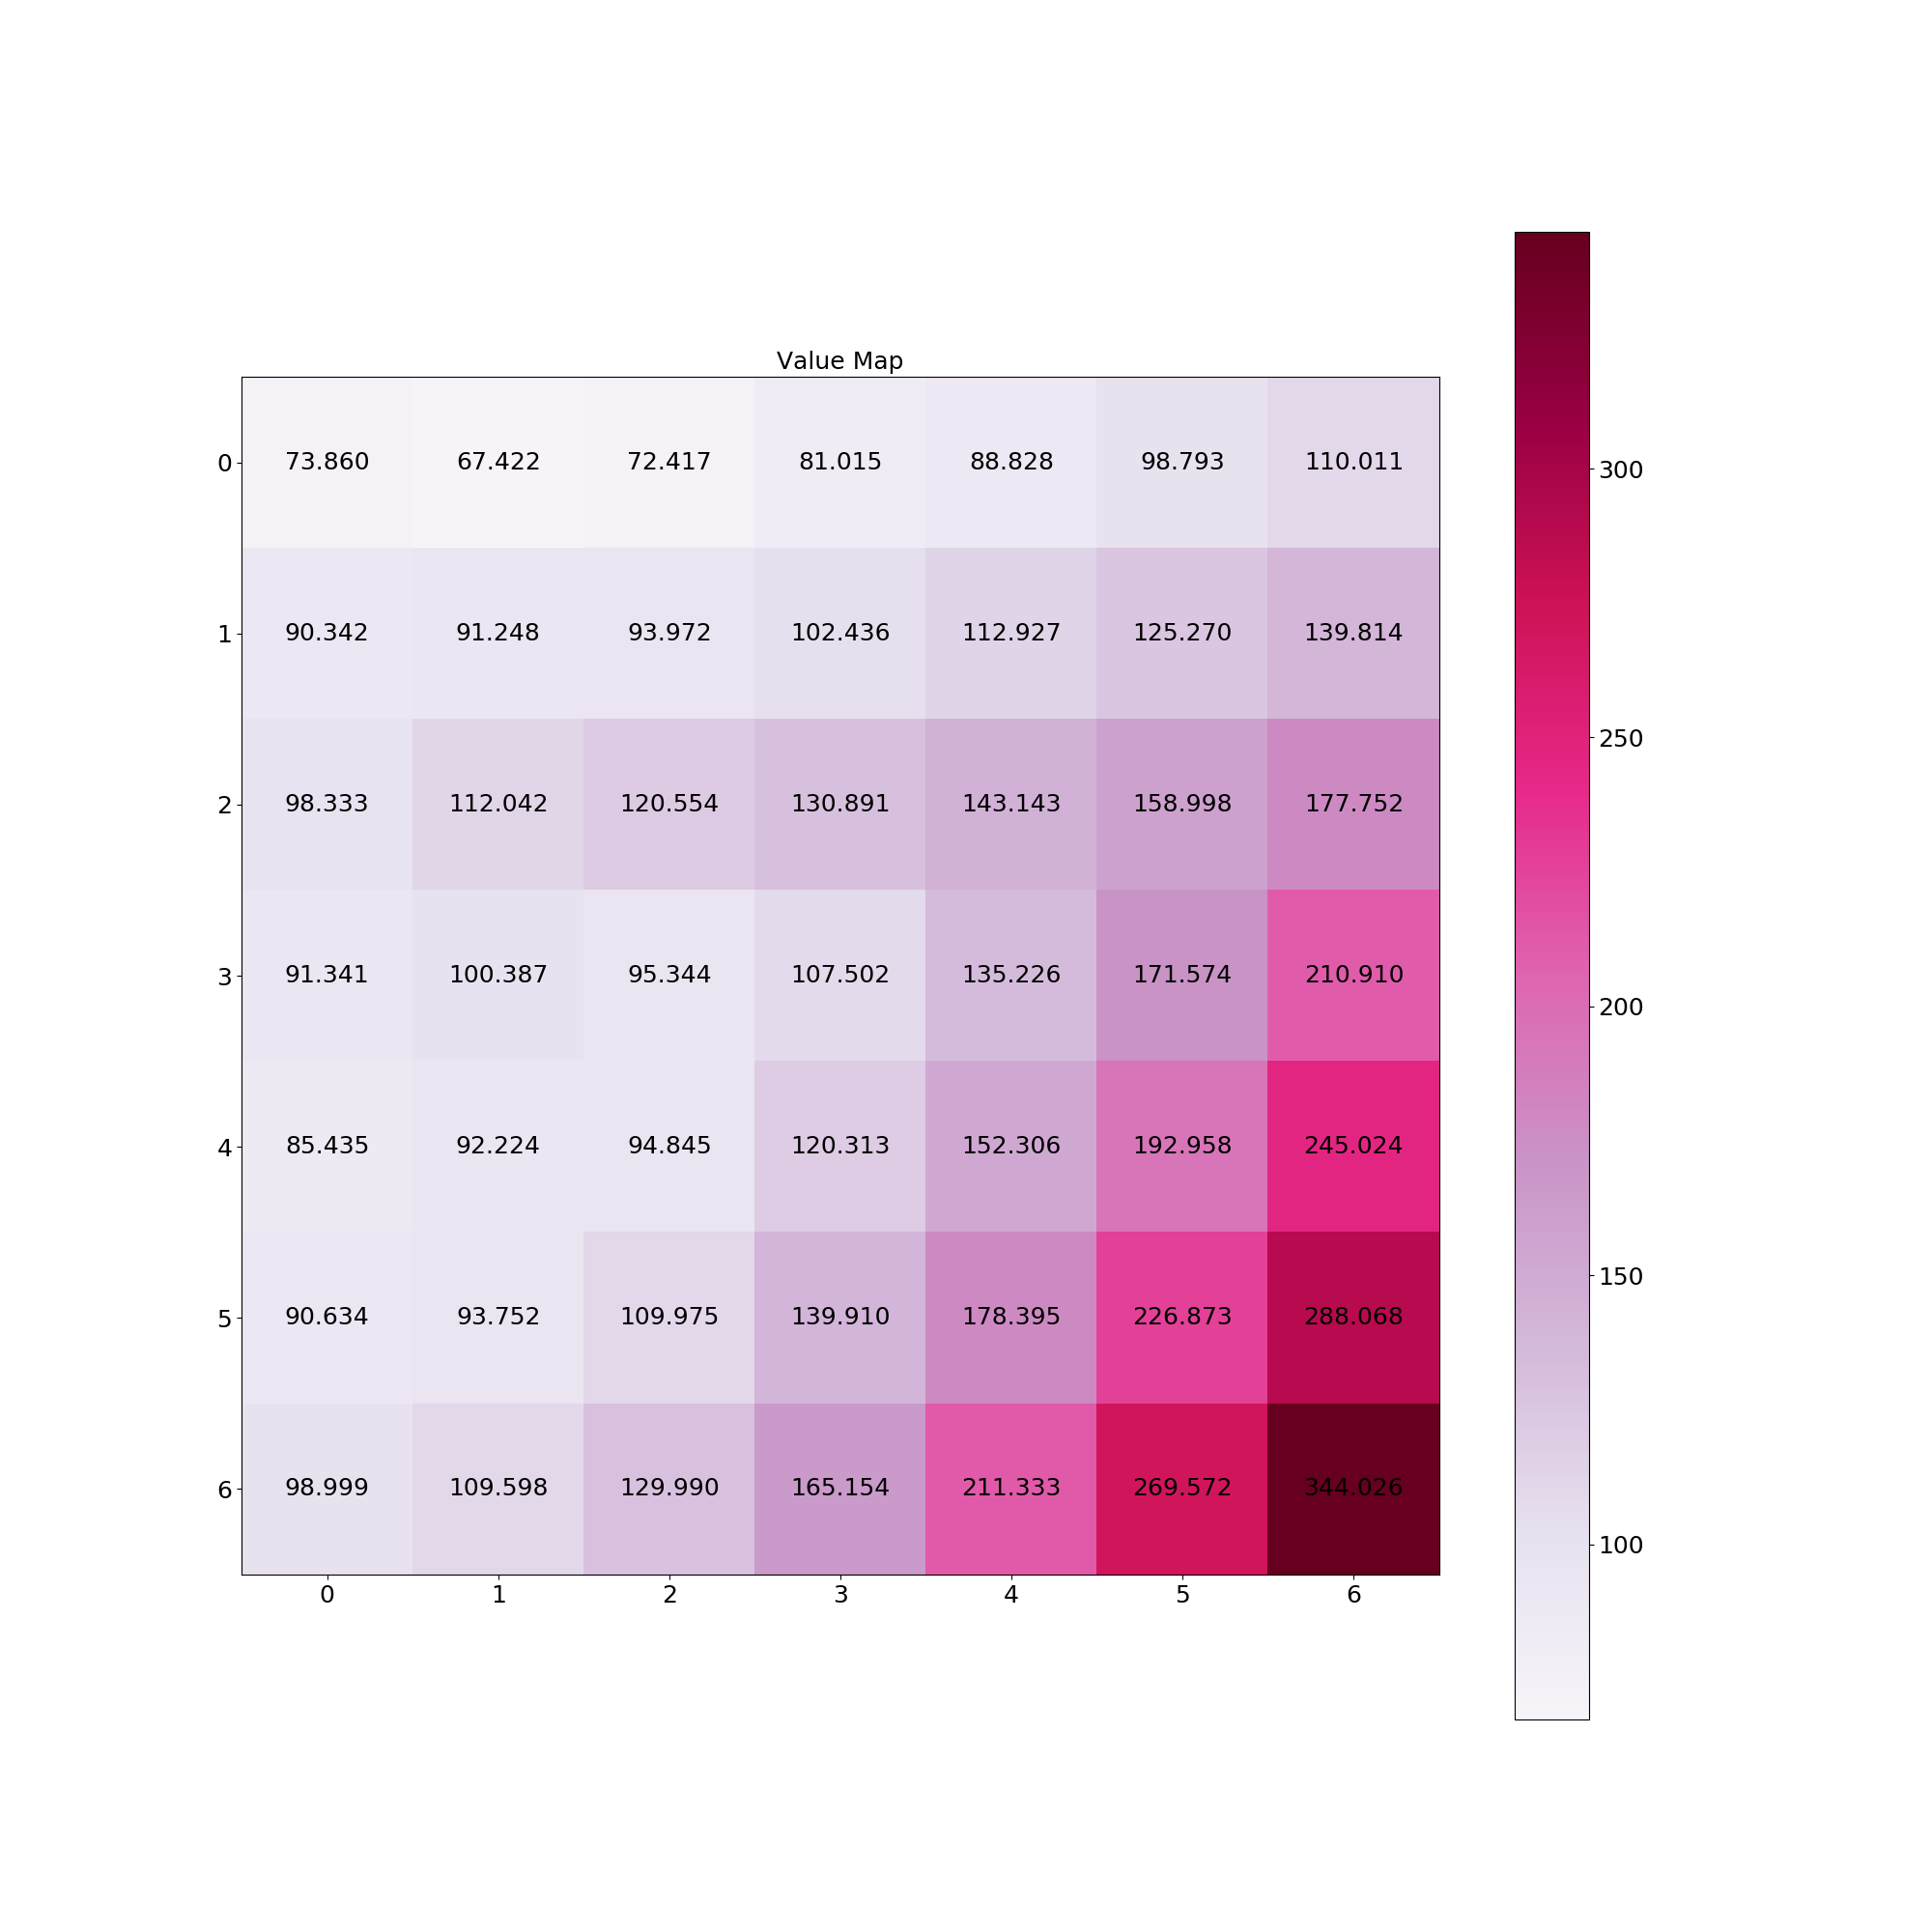 Value Map
0 73.860 67.422 72.417 81.015 88.828 98.793 110.011
300
1 90.342 91.248 93.972 102.436 112.927 125.270 139.814
250
2 98.333 112.042 120.554 130.891 143.143 158.998 177.752
3 91.341 100.387 95.344 107.502 135.226 171.574 210.910
200
4 85.435 92.224 94.845 120.313 152.306 192.958 245.024
150
5 90.634 93.752 109.975 139.910 178.395 226.873 288.068
6 98.999 109.598 129.990 165.154 211.333 269.572 344.026
100
0 1 2 3 4 5 6